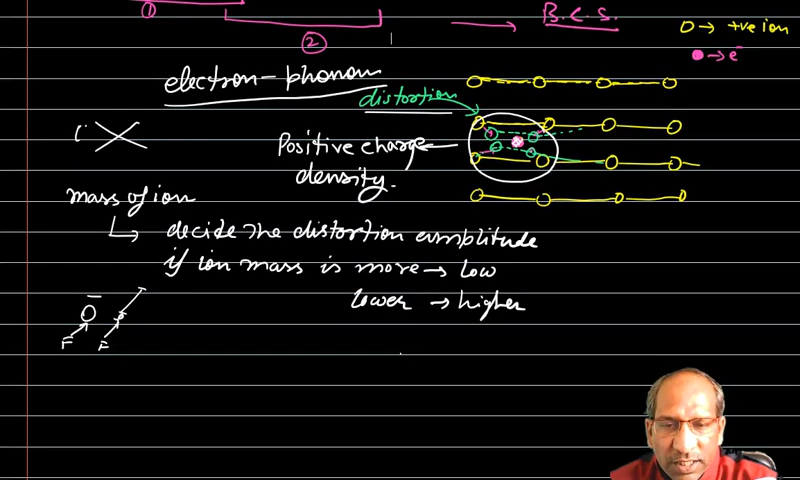 ①
②
B.C.S.
O → +ve ion
● → e⁻
electron-phonon
distortion
Positive charge
density.
mass of ion
decide the distortion amplitude
if ion mass is more → low
lower → higher
F F